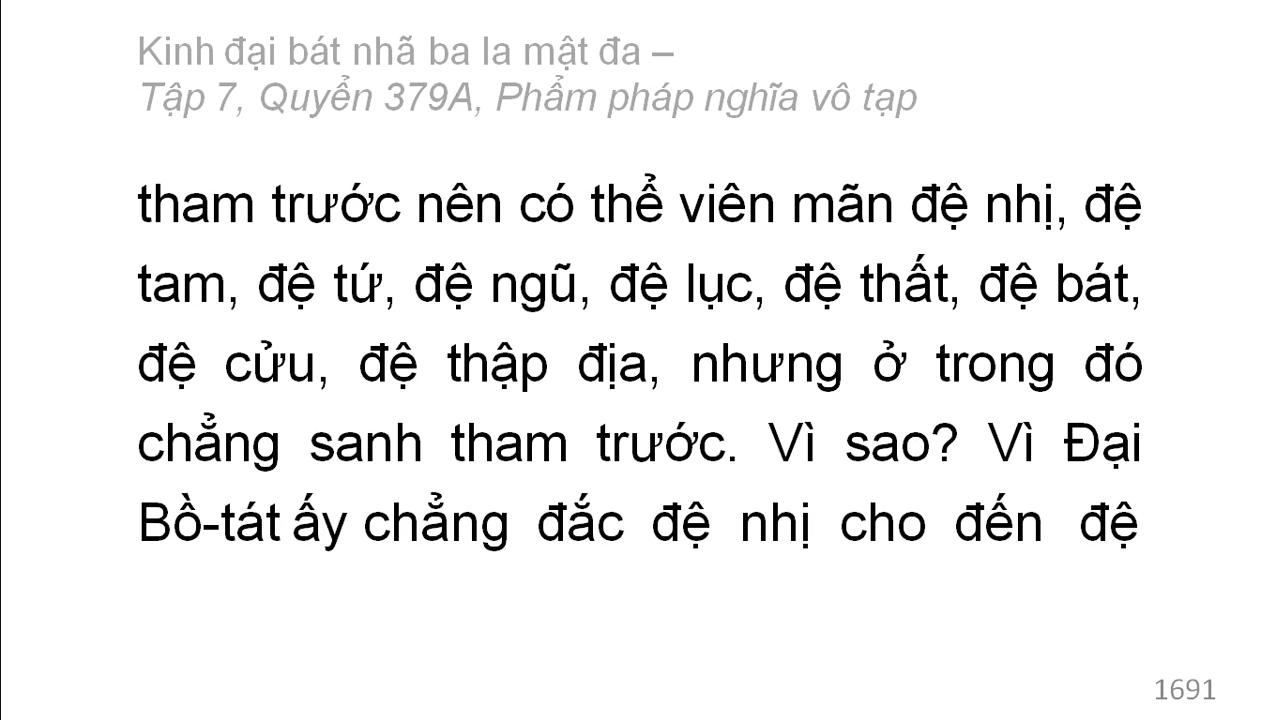 Kinh đại bát nhã ba la mật đa –
Tập 7, Quyển 379A, Phẩm pháp nghĩa vô tạp
tham trước nên có thể viên mãn đệ nhị, đệ
tam, đệ tứ, đệ ngũ, đệ lục, đệ thất, đệ bát,
đệ cửu, đệ thập địa, nhưng ở trong đó
chẳng sanh tham trước. Vì sao? Vì Đại
Bồ-tát ấy chẳng đắc đệ nhị cho đến đệ
1691